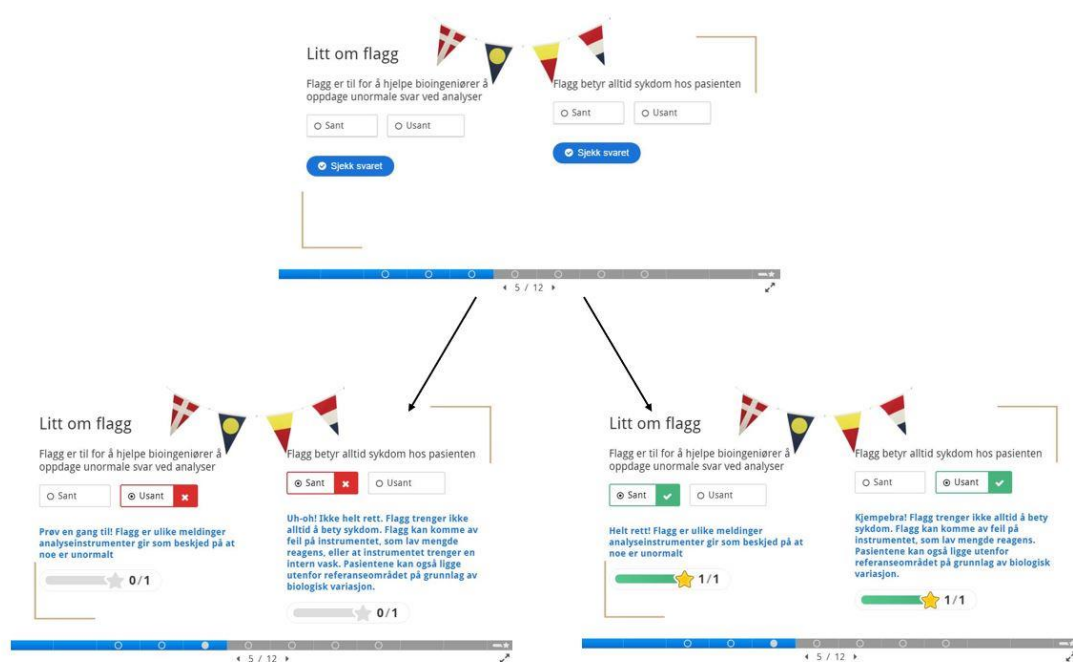 Litt om flagg
Flagg er til for å hjelpe bioingeniører å
oppdage unormale svar ved analyser
Sant
Usant
Sjekk svaret
Flagg betyr alltid sykdom hos pasienten
Sant
Usant
Sjekk svaret
5 / 12
Litt om flagg
Flagg er til for å hjelpe bioingeniører å
oppdage unormale svar ved analyser
Sant
Usant
Prøv en gang til! Flagg er ulike meldinger
analyseinstrumenter gir som beskjed på at
noe er unormalt
0/1
Flagg betyr alltid sykdom hos pasienten
Sant
Usant
Uh-oh! Ikke helt rett. Flagg trenger ikke
alltid å bety sykdom. Flagg kan komme av
feil på instrumentet, som lav mengde
reagens, eller at instrumentet trenger en
intern vask. Pasientene kan også ligge
utenfor referanseområdet på grunnlag av
biologisk variasjon.
0/1
5 / 12
Litt om flagg
Flagg er til for å hjelpe bioingeniører å
oppdage unormale svar ved analyser
Sant
Usant
Helt rett! Flagg er ulike meldinger
analyseinstrumenter gir som beskjed på at
noe er unormalt
1/1
Flagg betyr alltid sykdom hos pasienten
Sant
Usant
Kjempebra! Flagg trenger ikke alltid å bety
sykdom. Flagg kan komme av feil på
instrumentet, som lav mengde reagens.
Pasientene kan også ligge utenfor
referanseområdet på grunnlag av biologisk
variasjon.
1/1
5 / 12